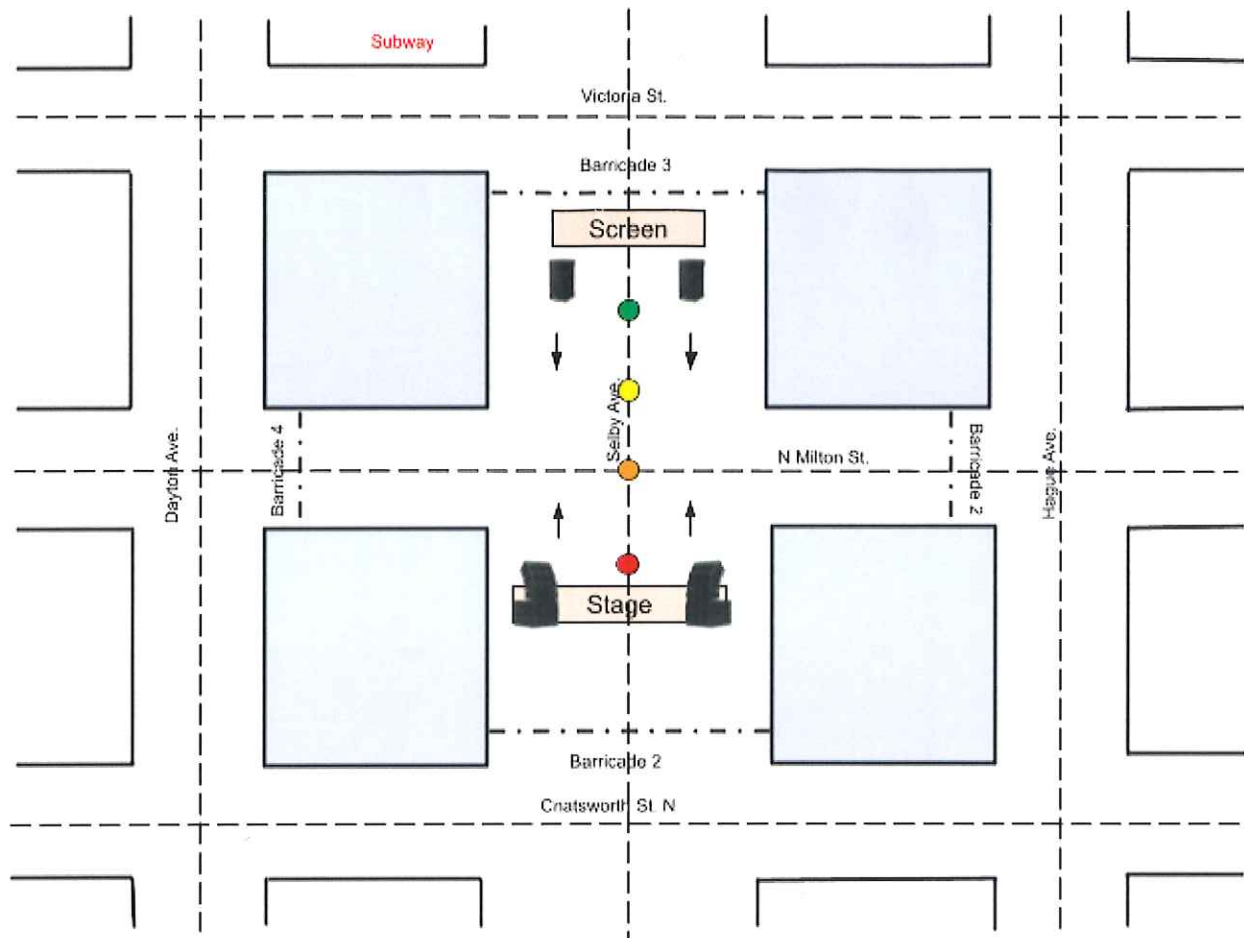 Subway
Victoria St.
Barricade 3
Screen
Selby Ave.
N Milton St.
Dayton Ave.
Barricade 4
Barricade 2
Hague Ave.
Stage
Barricade 2
Cnatsworth St. N